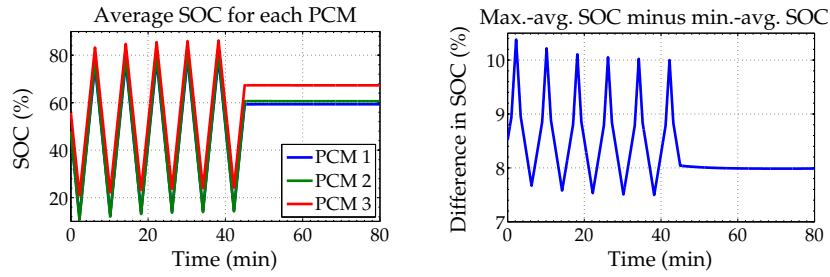 Average SOC for each PCM
80
60
40
20
SOC (%)
0
20
40
60
80
Time (min)
PCM 1
PCM 2
PCM 3
Max.-avg. SOC minus min.-avg. SOC
10
9
8
7
Difference in SOC (%)
0
20
40
60
80
Time (min)